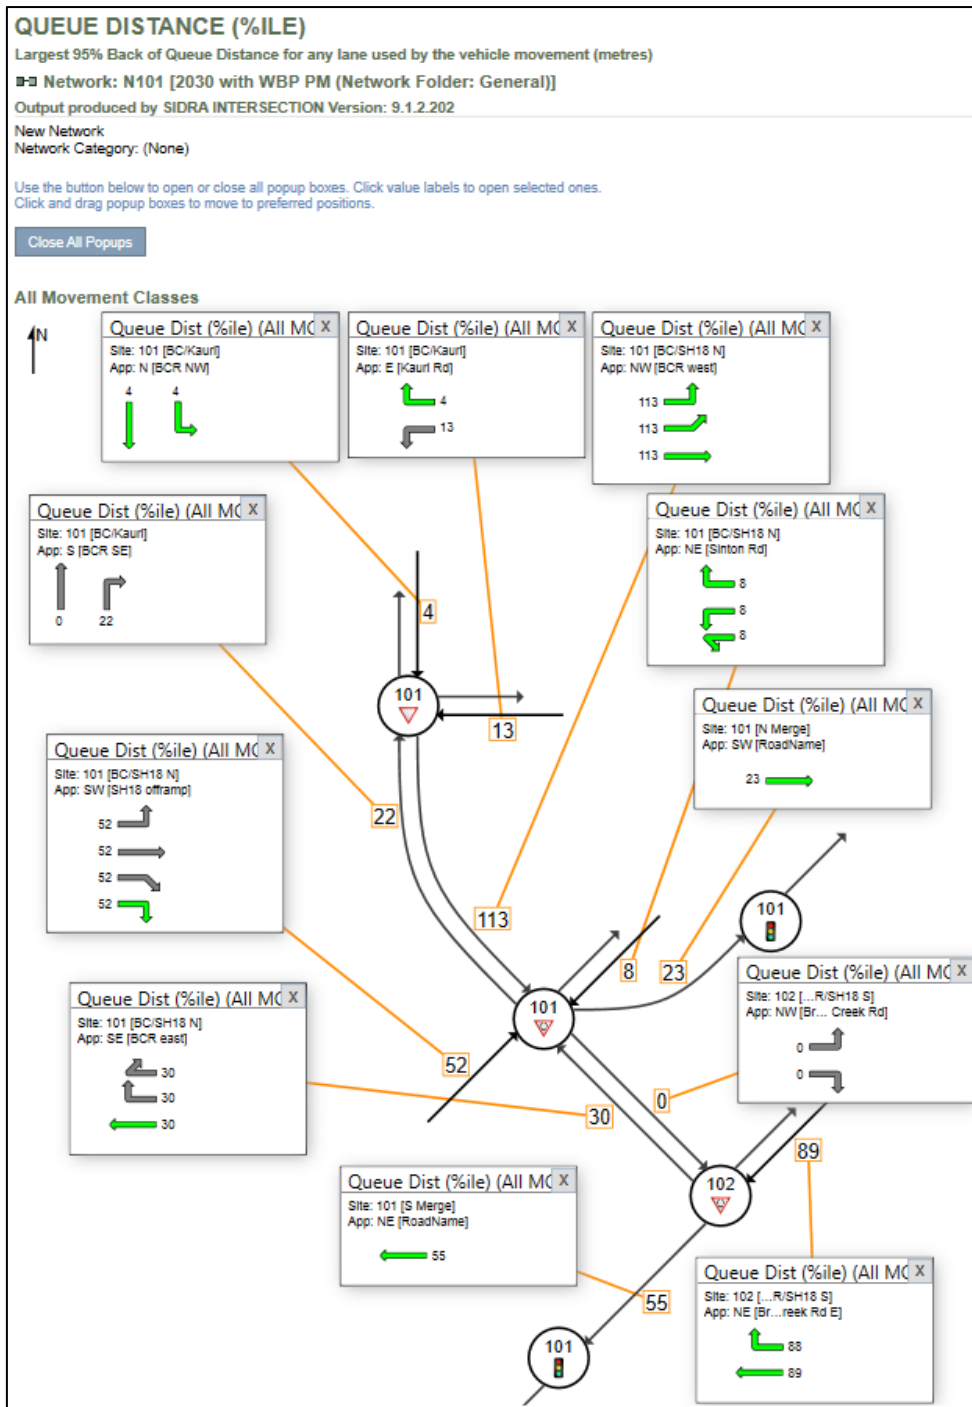 QUEUE DISTANCE (%ILE)
Largest 95% Back of Queue Distance for any lane used by the vehicle movement (metres)
Network: N101 [2030 with WBP PM (Network Folder: General)]
Output produced by SIDRA INTERSECTION Version: 9.1.2.202
New Network
Network Category: (None)
Use the button below to open or close all popup boxes. Click value labels to open selected ones.
Click and drag popup boxes to move to preferred positions.
Close All Popups
All Movement Classes
N
Queue Dist (%ile) (All MC X
Site: 101 [BC/Kauri]
App: N [BCR NW]
4 4
Queue Dist (%ile) (All MC X
Site: 101 [BC/Kauri]
App: E [Kauri Rd]
4
13
Queue Dist (%ile) (All MC X
Site: 101 [BC/SH18 N]
App: NW [BCR west]
113
113
113
Queue Dist (%ile) (All MC X
Site: 101 [BC/Kauri]
App: S [BCR SE]
0 22
Queue Dist (%ile) (All MC X
Site: 101 [BC/SH18 N]
App: NE [Sinton Rd]
8
8
8
4
101
13
Queue Dist (%ile) (All MC X
Site: 101 [N Merge]
App: SW [RoadName]
23
Queue Dist (%ile) (All MC X
Site: 101 [BC/SH18 N]
App: SW [SH18 offramp]
52
52
52
52
22
113
101
8
23
Queue Dist (%ile) (All MC X
Site: 102 [...R/SH18 S]
App: NW [Br... Creek Rd]
0
0
Queue Dist (%ile) (All MC X
Site: 101 [BC/SH18 N]
App: SE [BCR east]
30
30
30
101
52
30
0
89
102
Queue Dist (%ile) (All MC X
Site: 101 [S Merge]
App: NE [RoadName]
55
55
Queue Dist (%ile) (All MC X
Site: 102 [...R/SH18 S]
App: NE [Br...reek Rd E]
88
89
101